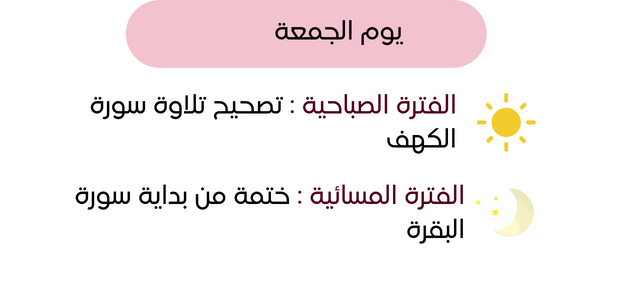 يوم الجمعة
الفترة الصباحية : تصحيح تلاوة سورة
الكهف
الفترة المسائية : ختمة من بداية سورة
البقرة